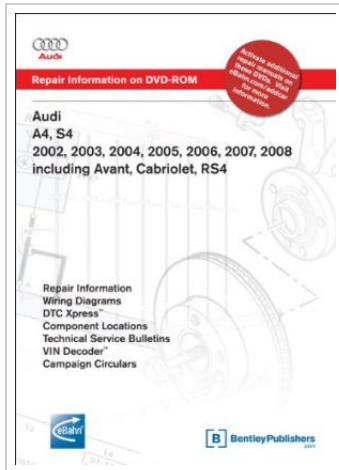 Audi
Activate additional
repair manuals on
these DVDs. Visit
eBahn.com/addcar
for more
information.
Repair Information on DVD-ROM
Audi
A4, S4
2002, 2003, 2004, 2005, 2006, 2007, 2008
including Avant, Cabriolet, RS4
Repair Information
Wiring Diagrams
DTC Xpress™
Component Locations
Technical Service Bulletins
VIN Decoder™
Campaign Circulars
eBahn®
B BentleyPublishers
.com